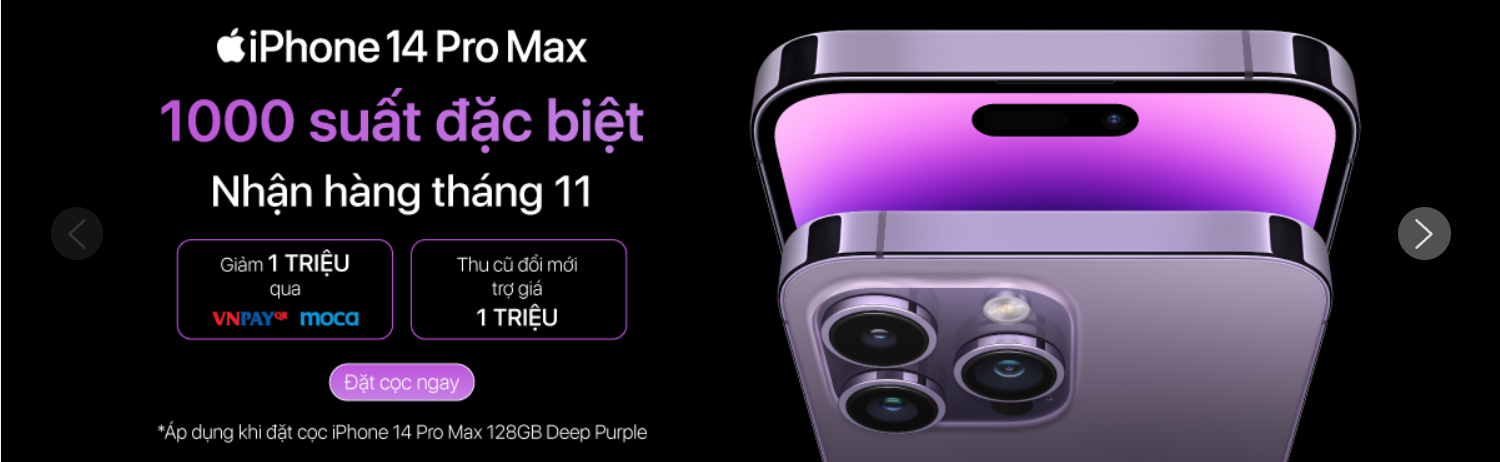 iPhone 14 Pro Max
1000 suất đặc biệt
Nhận hàng tháng 11
Giảm 1 TRIỆU
qua
VNPAYQR moca
Thu cũ đổi mới
trợ giá
1 TRIỆU
Đặt cọc ngay
*Áp dụng khi đặt cọc iPhone 14 Pro Max 128GB Deep Purple